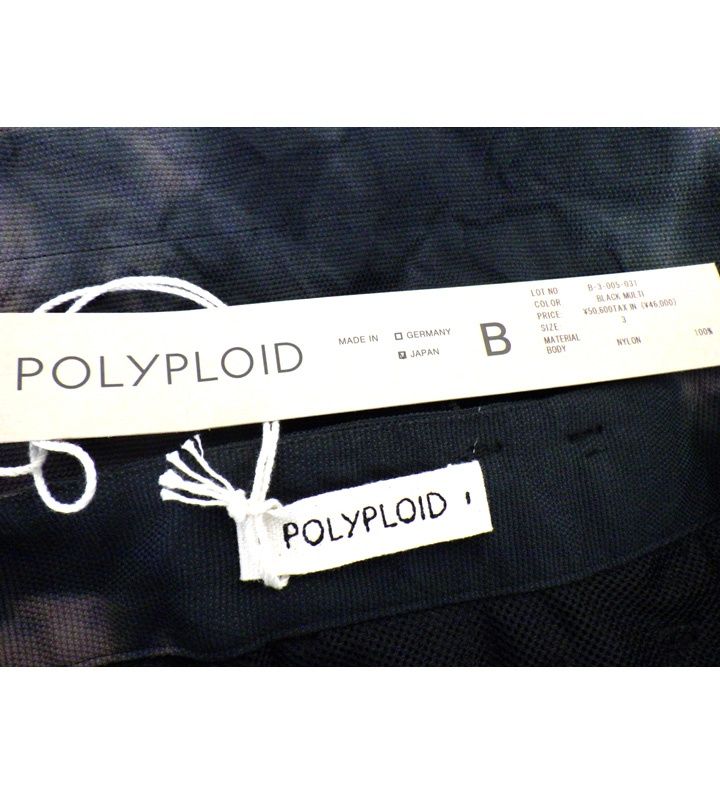 POLYPLOID
MADE IN GERMANY
JAPAN
B
LOT NO B-3-005-031
COLOR BLACK MULTI
PRICE: ¥50,600TAX IN (¥46,000)
SIZE 3
MATERIAL
BODY NYLON 100%
POLYPLOID